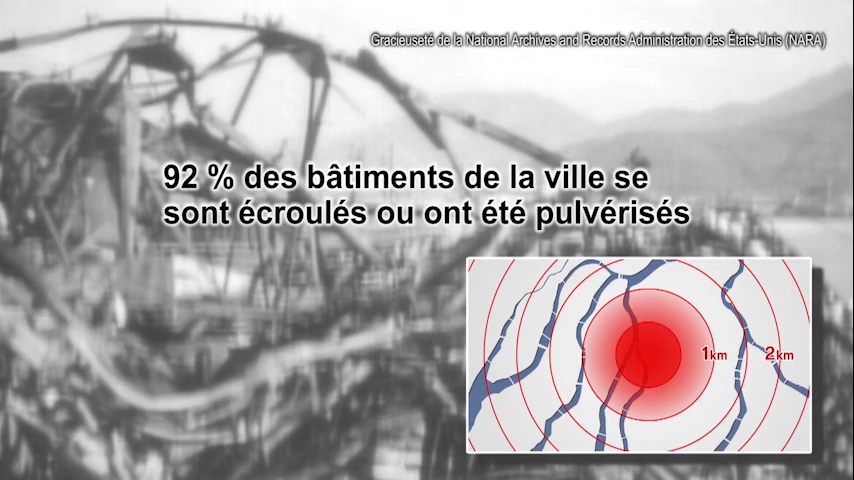 Gracieuseté de la National Archives and Records Administration des États-Unis (NARA)
92 % des bâtiments de la ville se
sont écroulés ou ont été pulvérisés
1km
2km